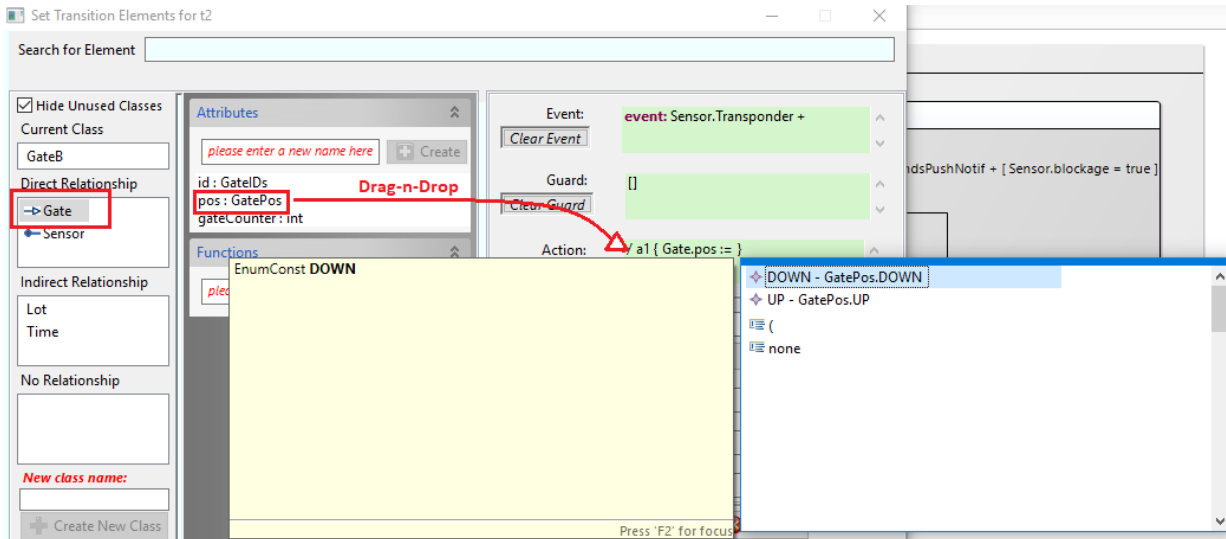 Set Transition Elements for t2
Search for Element
Hide Unused Classes
Current Class
GateB
Direct Relationship
Gate
Sensor
Indirect Relationship
Lot
Time
No Relationship
New class name:
Create New Class
Attributes
please enter a new name here
Create
id : GateIDs
pos : GatePos
gateCounter : int
Drag-n-Drop
Functions
Event:
Clear Event
event: Sensor.Transponder +
Guard:
Clear Guard
[]
Action:
/ a1 { Gate.pos := }
EnumConst DOWN
Press 'F2' for focus
DOWN - GatePos.DOWN
UP - GatePos.UP
(
none
dsPushNotif + [ Sensor.blockage = true ]